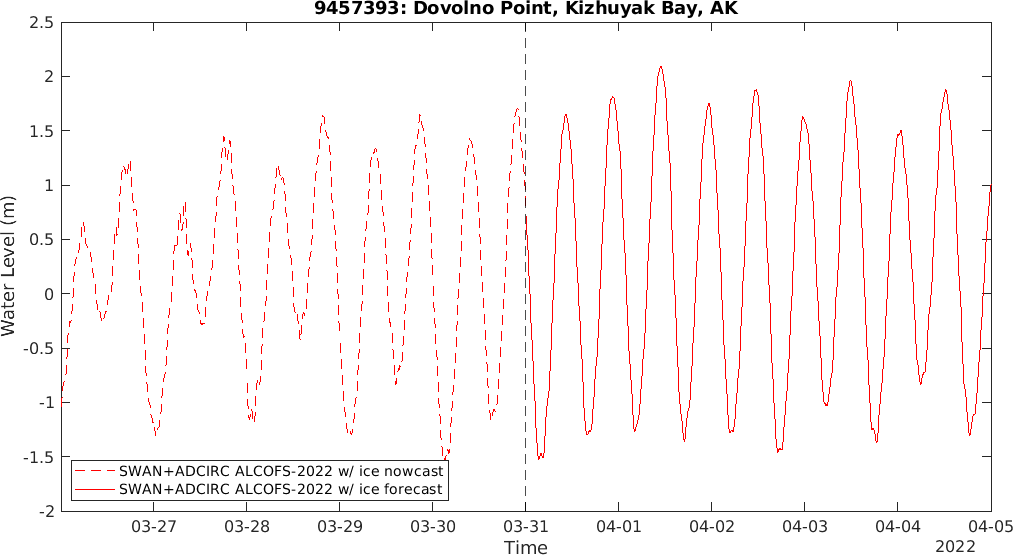 9457393: Dovolno Point, Kizhuyak Bay, AK
2.5
2
1.5
1
0.5
0
-0.5
-1
-1.5
-2
Water Level (m)
SWAN+ADCIRC ALCOFS-2022 w/ ice nowcast
SWAN+ADCIRC ALCOFS-2022 w/ ice forecast
03-27 03-28 03-29 03-30 03-31 04-01 04-02 04-03 04-04 04-05
Time
2022